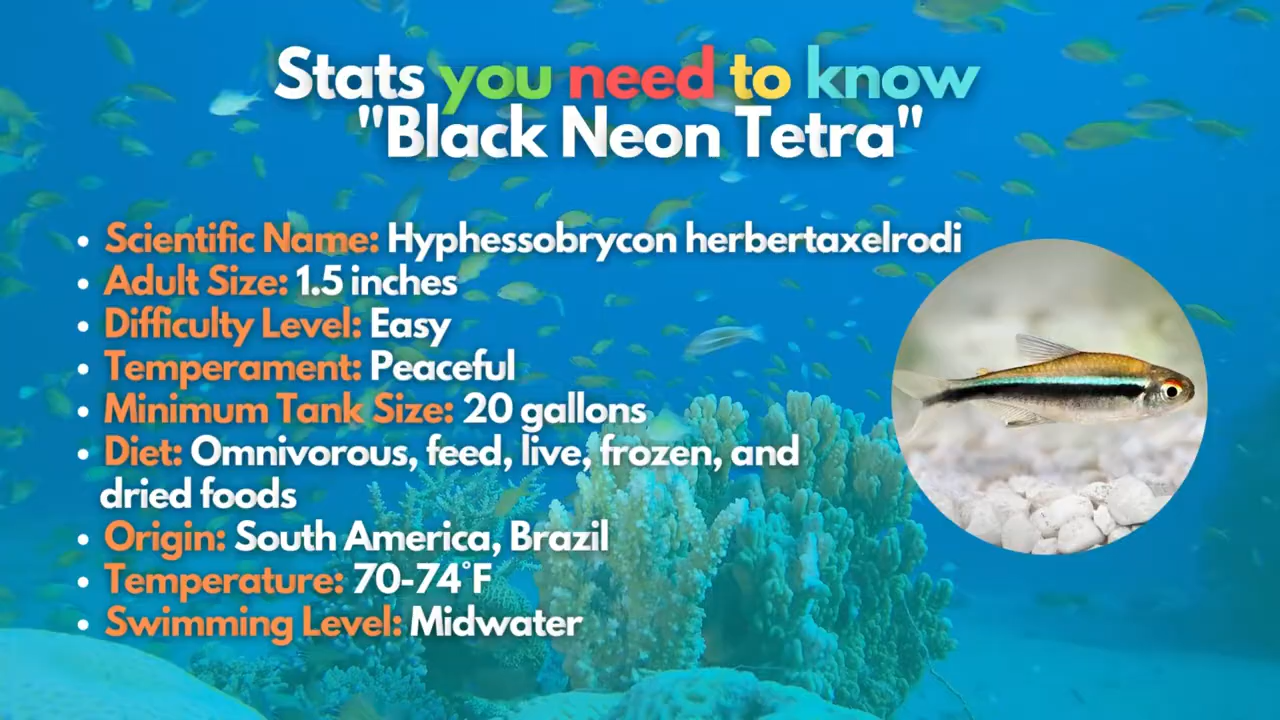 Stats you need to know
"Black Neon Tetra"
• Scientific Name: Hyphessobrycon herbertaxelrodi
• Adult Size: 1.5 inches
• Difficulty Level: Easy
• Temperament: Peaceful
• Minimum Tank Size: 20 gallons
• Diet: Omnivorous, feed, live, frozen, and
dried foods
• Origin: South America, Brazil
• Temperature: 70-74°F
• Swimming Level: Midwater